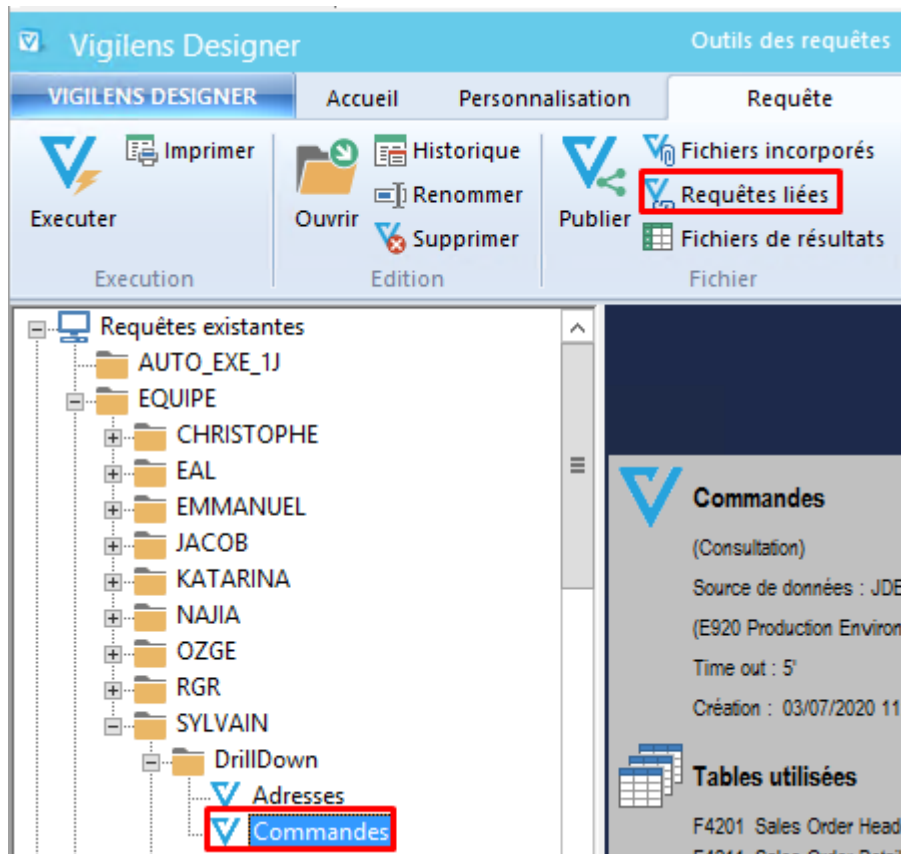 Vigilens Designer
Outils des requêtes
VIGILENS DESIGNER
Accueil
Personnalisation
Requête
Executer
Imprimer
Execution
Ouvrir
Historique
Renommer
Supprimer
Edition
Publier
Fichiers incorporés
Requêtes liées
Fichiers de résultats
Fichier
Requêtes existantes
AUTO_EXE_1J
EQUIPE
CHRISTOPHE
EAL
EMMANUEL
JACOB
KATARINA
NAJIA
OZGE
RGR
SYLVAIN
DrillDown
Adresses
Commandes
Commandes
(Consultation)
Source de données : JDE
(E920 Production Environ
Time out : 5'
Création : 03/07/2020 11
Tables utilisées
F4201 Sales Order Head